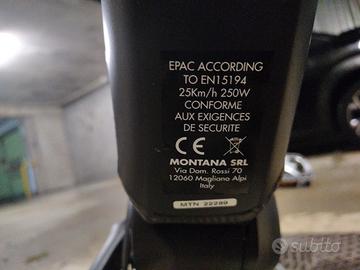 EPAC ACCORDING
TO EN15194
25Km/h 250W
CONFORME
AUX EXIGENCES
DE SECURITE
CE
MONTANA SRL
Via Dom. Rossi 70
12060 Magliano Alpi
Italy
MTN 22289
subito